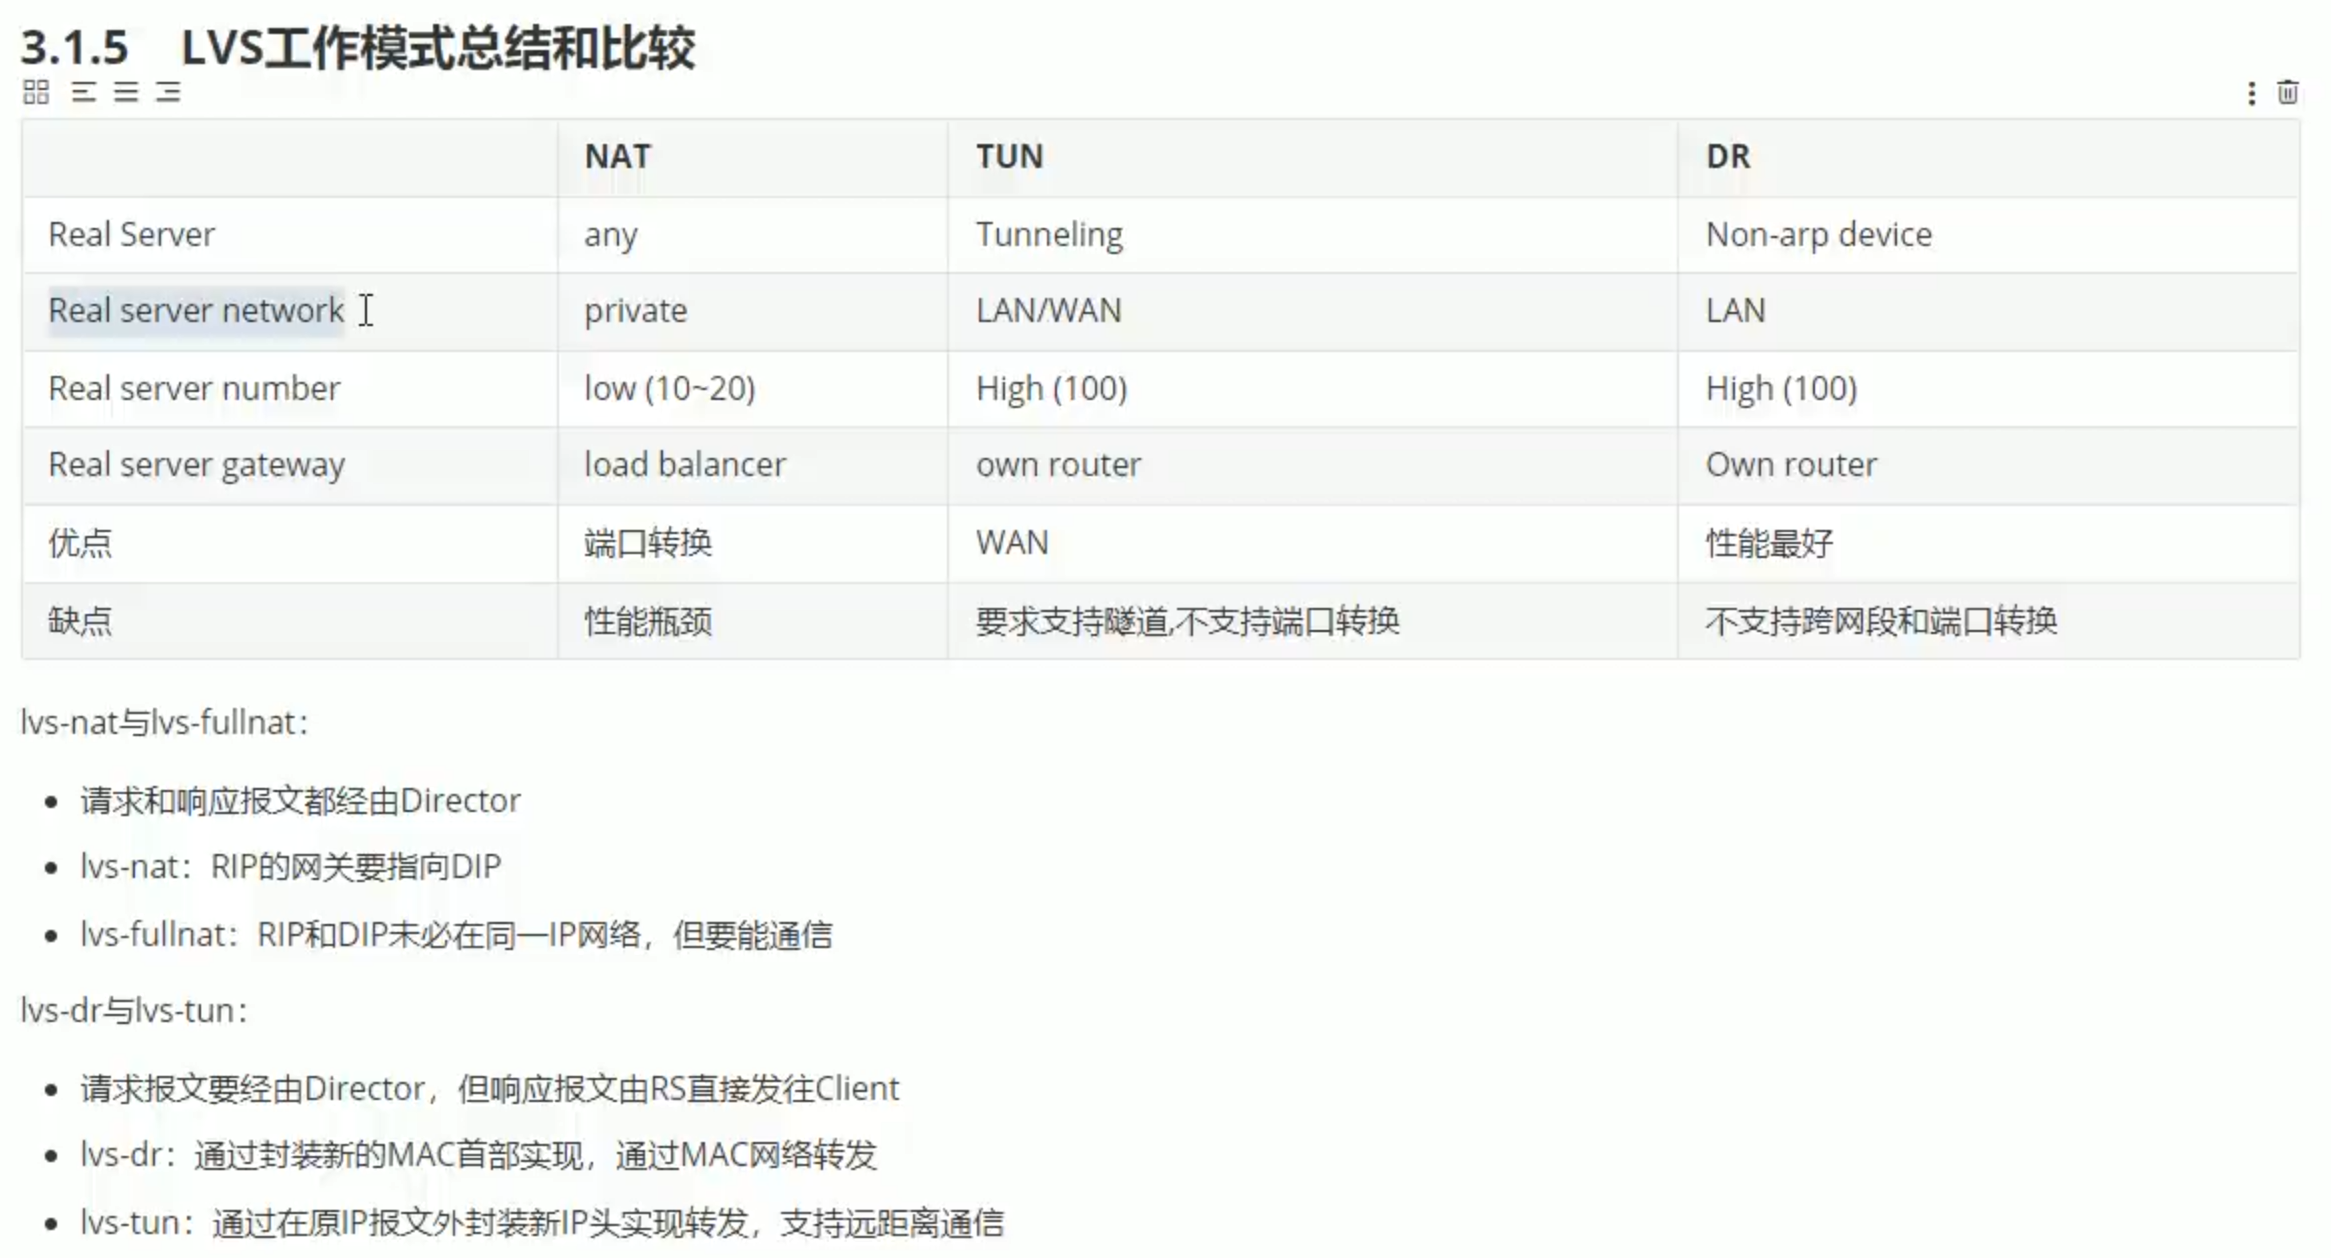 3.1.5 LVS工作模式总结和比较
NAT TUN DR
Real Server any Tunneling Non-arp device
Real server network private LAN/WAN LAN
Real server number low (10~20) High (100) High (100)
Real server gateway load balancer own router Own router
优点 端口转换 WAN 性能最好
缺点 性能瓶颈 要求支持隧道,不支持端口转换 不支持跨网段和端口转换
lvs-nat与lvs-fullnat：
• 请求和响应报文都经由Director
• lvs-nat：RIP的网关要指向DIP
• lvs-fullnat：RIP和DIP未必在同一IP网络，但要能通信
lvs-dr与lvs-tun：
• 请求报文要经由Director，但响应报文由RS直接发往Client
• lvs-dr：通过封装新的MAC首部实现，通过MAC网络转发
• lvs-tun：通过在原IP报文外封装新IP头实现转发，支持远距离通信